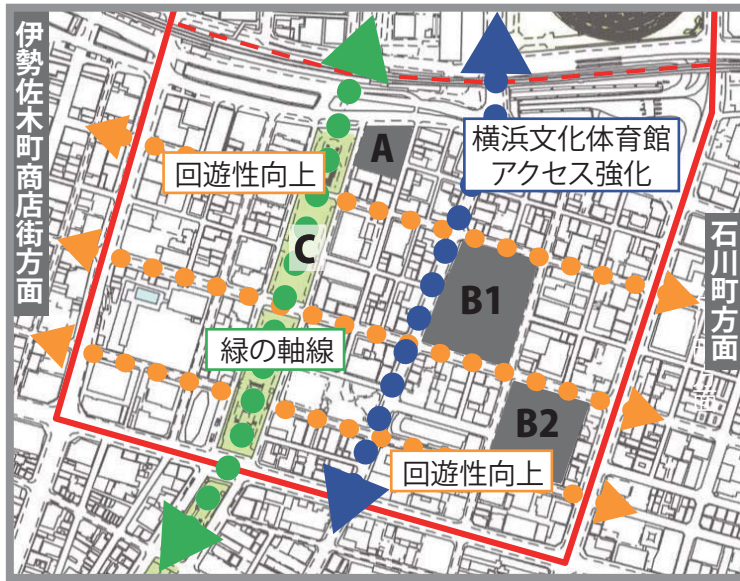 伊勢佐木町商店街方面
A
横浜文化体育館
アクセス強化
回遊性向上
石川町方面
C
B1
緑の軸線
B2
回遊性向上